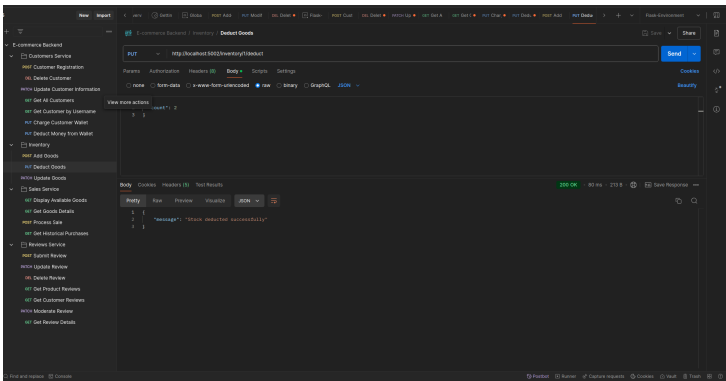 New Import
E-commerce Backend / Inventory / Deduct Goods
Save Share
E-commerce Backend
PUT http://localhost:5002/inventory/1/deduct Send
Customers Service
POST Customer Registration
DEL Delete Customer
PATCH Update Customer Information
GET Get All Customers
GET Get Customer by Username
PUT Charge Customer Wallet
PUT Deduct Money from Wallet
Inventory
POST Add Goods
PUT Deduct Goods
PATCH Update Goods
Sales Service
GET Display Available Goods
GET Get Goods Details
POST Process Sale
GET Get Historical Purchases
Reviews Service
POST Submit Review
PATCH Update Review
DEL Delete Review
GET Get Product Reviews
GET Get Customer Reviews
PATCH Moderate Review
GET Get Review Details
View more actions
Params Authorization Headers (9) Body Scripts Settings Cookies
none form-data x-www-form-urlencoded raw binary GraphQL JSON Beautify
ount": 2
3 }
Body Cookies Headers (5) Test Results 200 OK 80 ms 213 B Save Response
Pretty Raw Preview Visualize JSON
1 {
2 "message": "Stock deducted successfully"
3 }
Find and replace Console Postbot Runner Capture requests Cookies Vault Trash